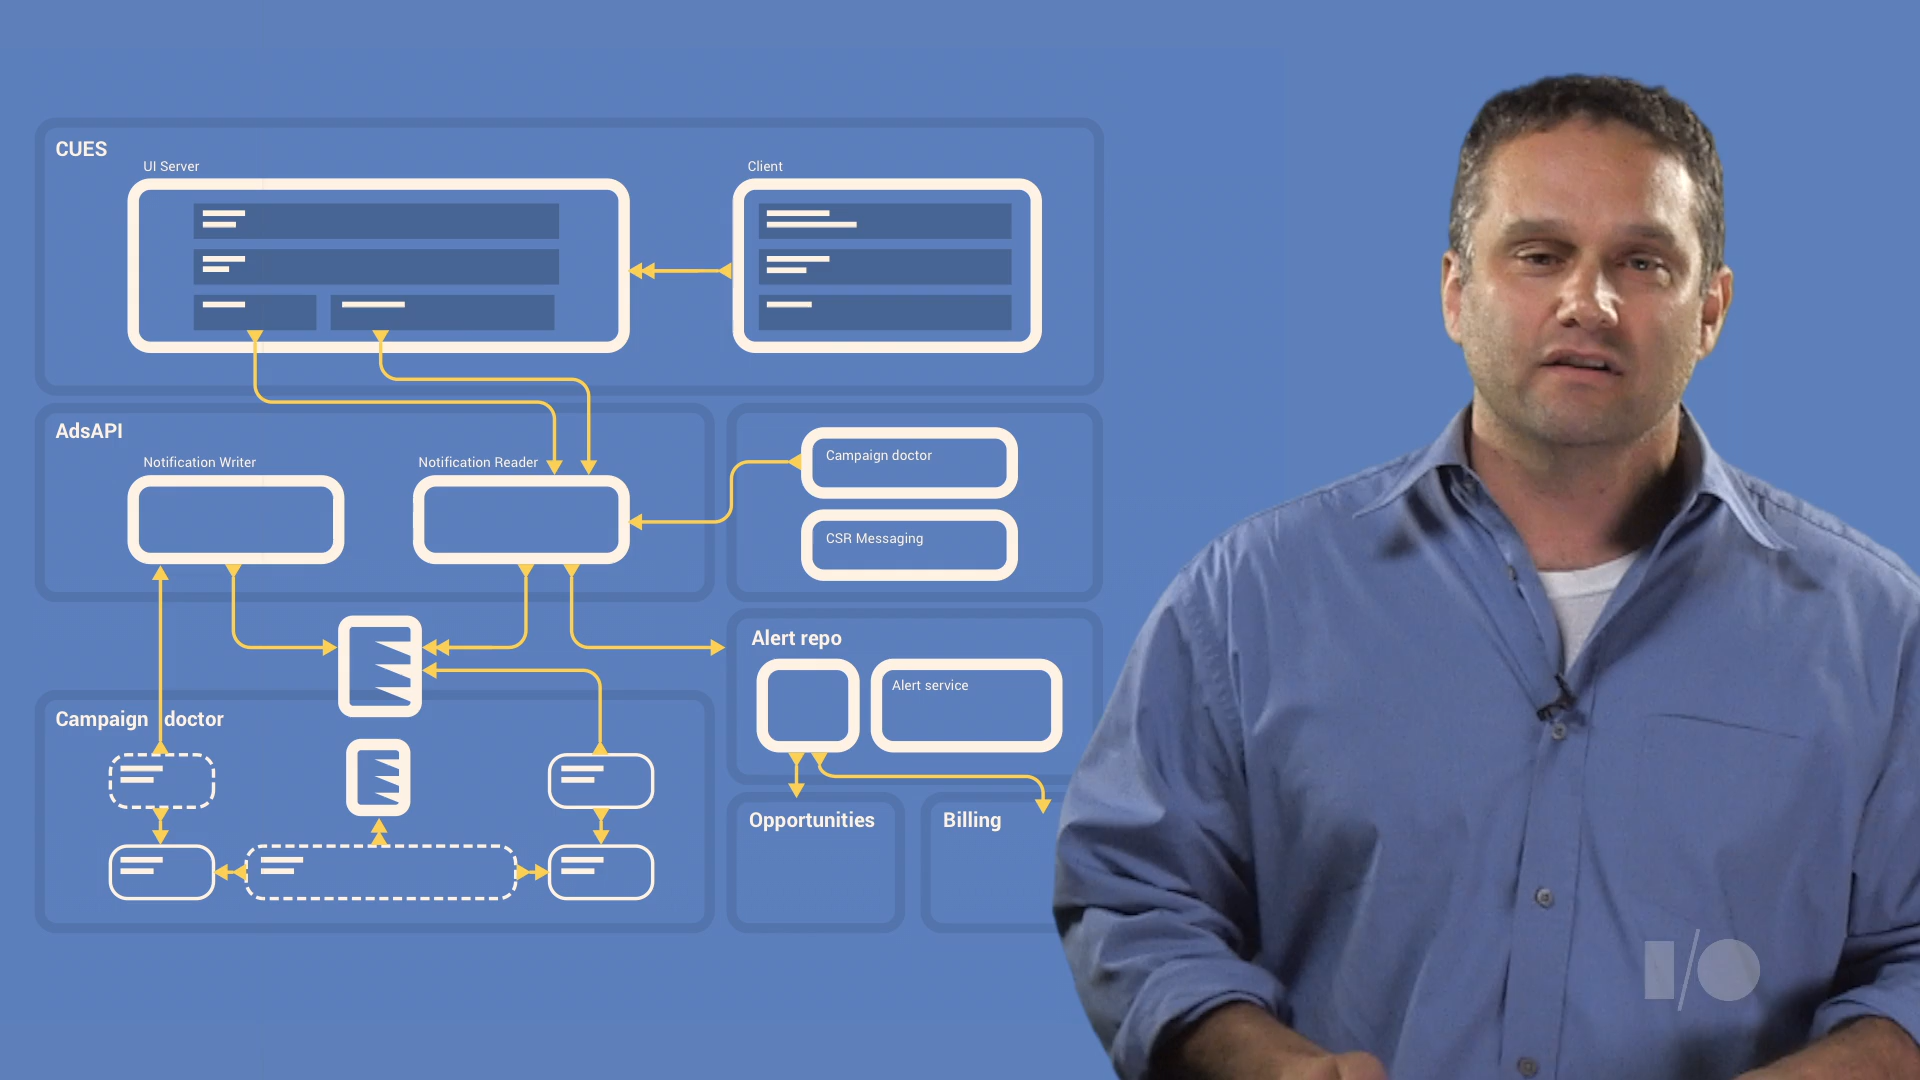 CUES
UI Server
Client
AdsAPI
Notification Writer
Notification Reader
Campaign doctor
CSR Messaging
Alert repo
Alert service
Campaign doctor
Opportunities
Billing
I/O